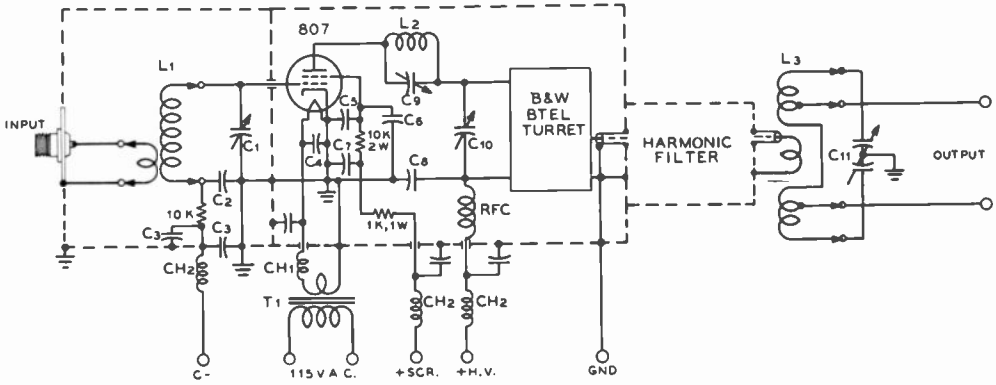 807
L2
L1
L3
INPUT
C1
C5
C4
C7
C6
10K
2W
C9
C10
B&W
BTEL
TURRET
HARMONIC
FILTER
C11
OUTPUT
C2
C8
10K
C3
C3
1K, 1W
RFC
CH2
CH1
T1
CH2
CH2
C-
115 V A C.
+SCR.
+H.V.
GND